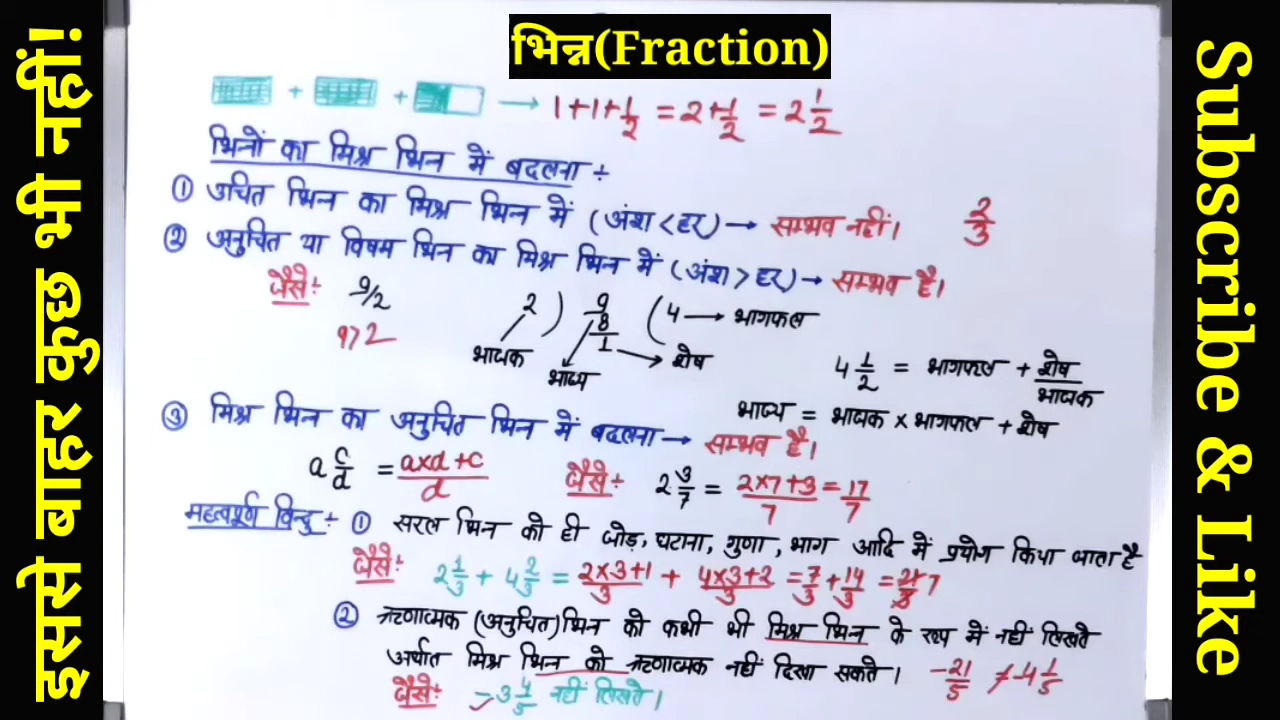 भिन्न(Fraction)
इससे बाहर कुछ भी नहीं!
Subscribe & Like
+ + → 1+1+1/2 = 2+1/2 = 2 1/2
भिनों का मिश्र भिन में बदलना ÷
① उचित भिन का मिश्र भिन में (अंश < हर) → सम्भव नहीं। 2/3
② अनुचित या विषम भिन का मिश्र भिन में (अंश > हर) → सम्भव है।
जैसे÷ 9/2 2 ) 9 ( 4 → भागफल
9>2 8
1 → शेष
भाजक भाज्य
4 1/2 = भागफल + शेष/भाजक
भाज्य = भाजक × भागफल + शेष
③ मिश्र भिन का अनुचित भिन में बदलना → सम्भव है।
a c/d = a×d+c/d जैसे÷ 2 3/7 = 2×7+3/7 = 17/7
महत्वपूर्ण विन्दु ÷ ① सरल भिन को ही जोड़, घटाना, गुणा, भाग आदि में प्रयोग किया जाता है
जैसे÷ 2 1/3 + 4 2/3 = 2×3+1/3 + 4×3+2/3 = 7/3 + 14/3 = 21/3 7
② ऋणात्मक (अनुचित) भिन को कभी भी मिश्र भिन के रूप में नहीं लिखते
अर्थात मिश्र भिन को ऋणात्मक नहीं दिखा सकते। -21/5 ≠ -4 1/5
जैसे÷ -3 4/5 नहीं लिखते।